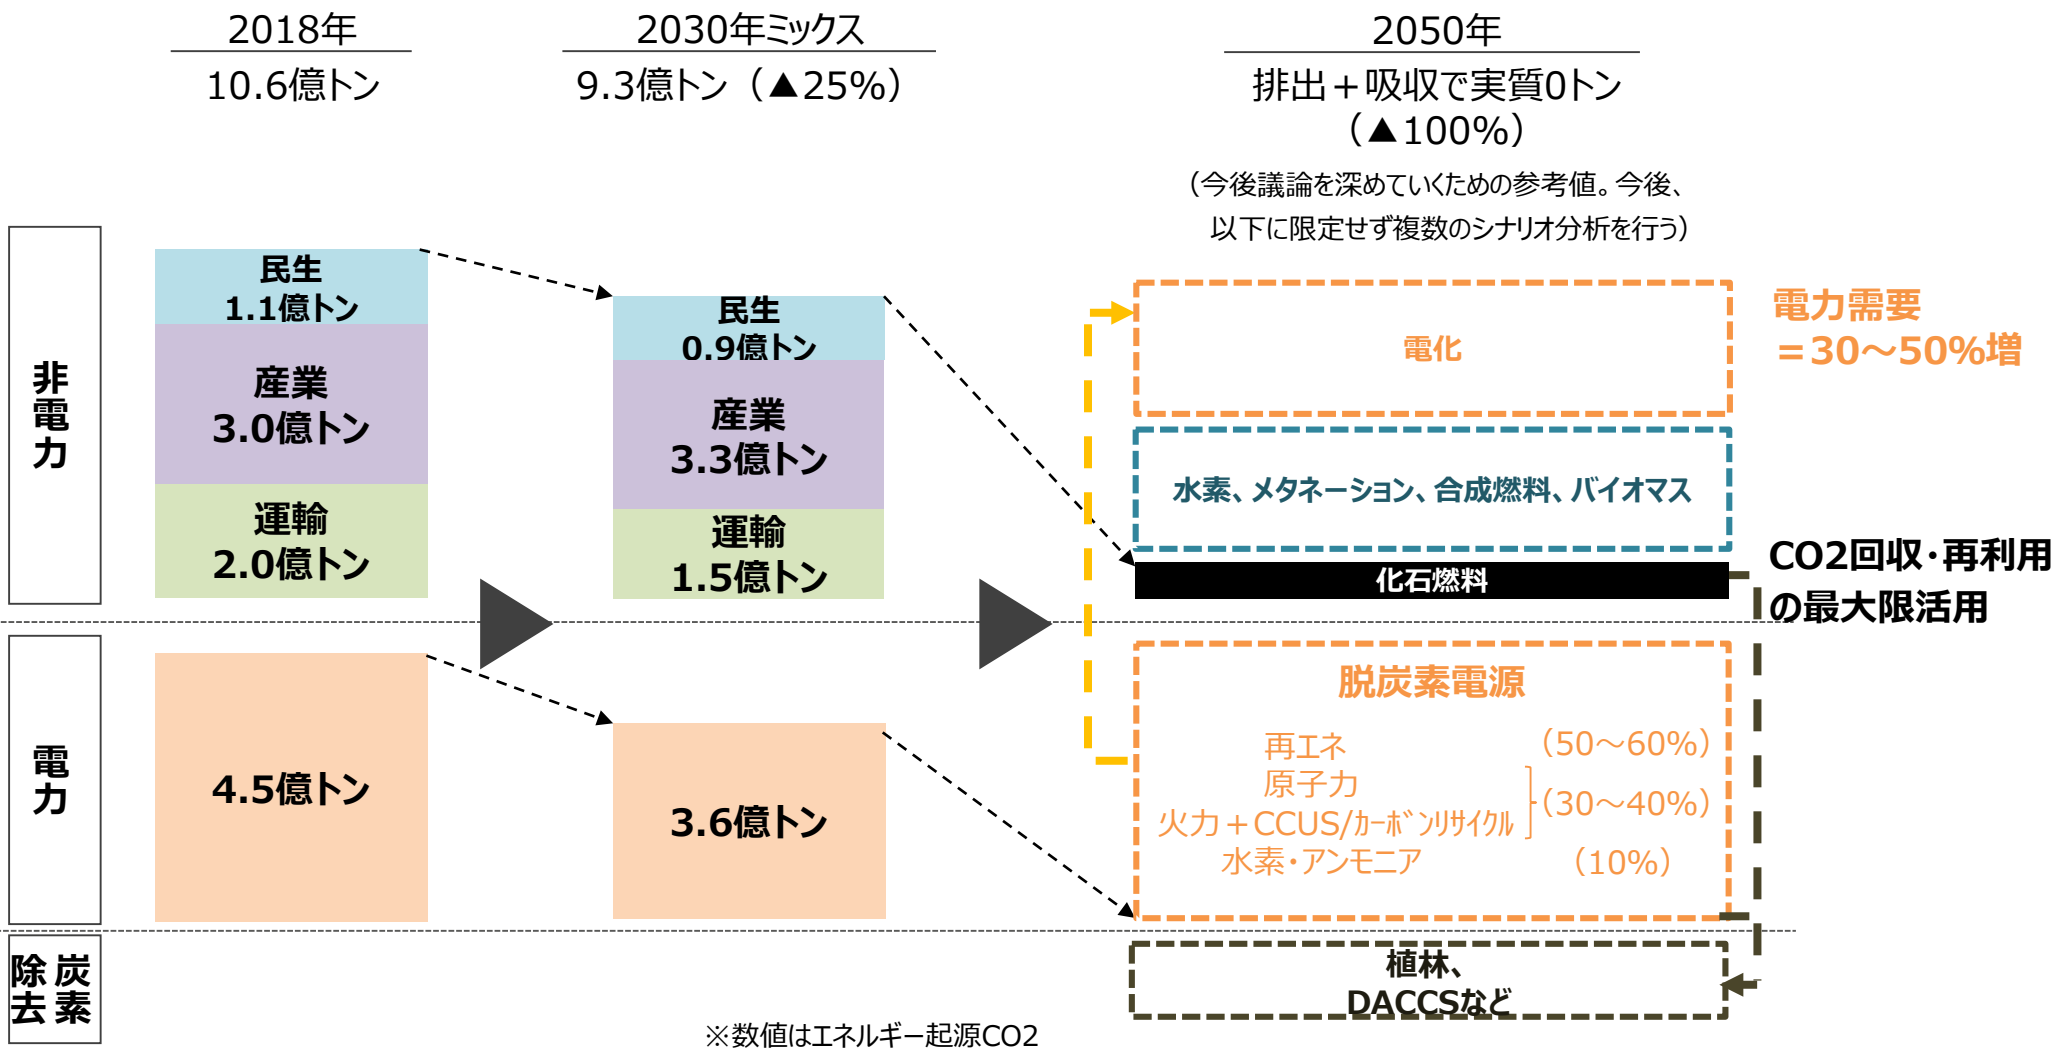 2018年
10.6億トン
2030年ミックス
9.3億トン（▲25%）
2050年
排出＋吸収で実質0トン
（▲100%）
（今後議論を深めていくための参考値。今後、
以下に限定せず複数のシナリオ分析を行う）
非電力
民生
1.1億トン
産業
3.0億トン
運輸
2.0億トン
民生
0.9億トン
産業
3.3億トン
運輸
1.5億トン
電化
電力需要
＝30～50%増
水素、メタネーション、合成燃料、バイオマス
化石燃料
CO2回収・再利用
の最大限活用
電力
4.5億トン
3.6億トン
脱炭素電源
再エネ （50～60%）
原子力
火力＋CCUS/ｶｰﾎﾞﾝﾘｻｲｸﾙ （30～40%）
水素・アンモニア （10%）
炭素除去
植林、
DACCSなど
※数値はエネルギー起源CO2